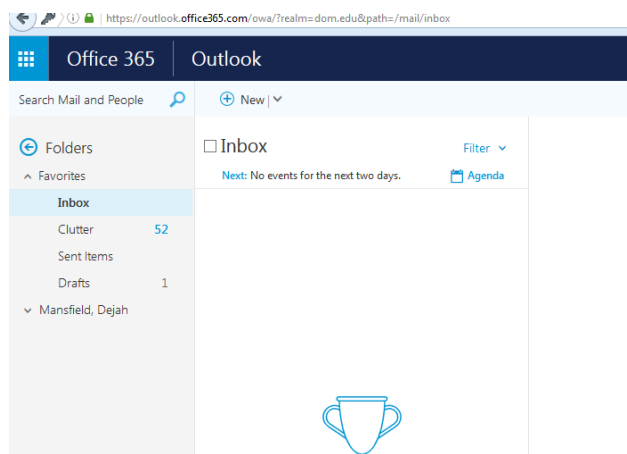 https://outlook.office365.com/owa/?realm=dom.edu&path=/mail/inbox
Office 365 Outlook
Search Mail and People New
Folders
Favorites
Inbox
Clutter 52
Sent Items
Drafts 1
Mansfield, Dejah
Inbox Filter
Next: No events for the next two days. Agenda